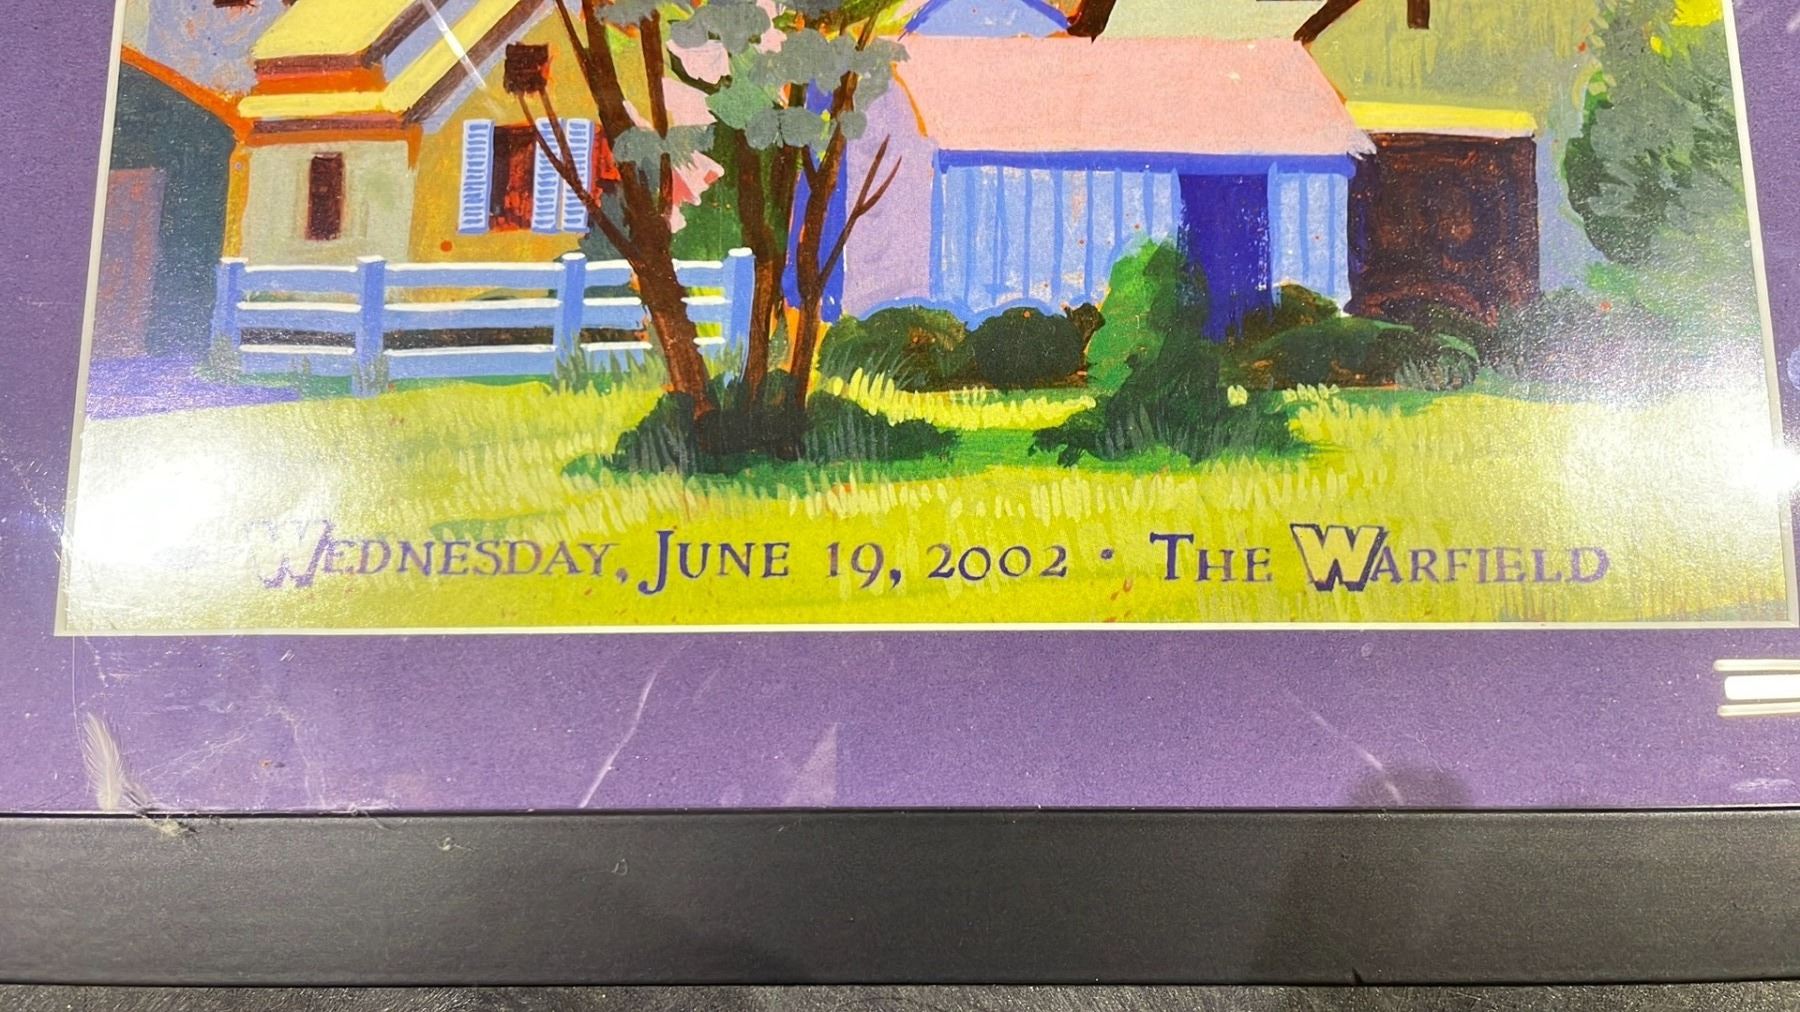 WEDNESDAY, JUNE 19, 2002 • THE WARFIELD